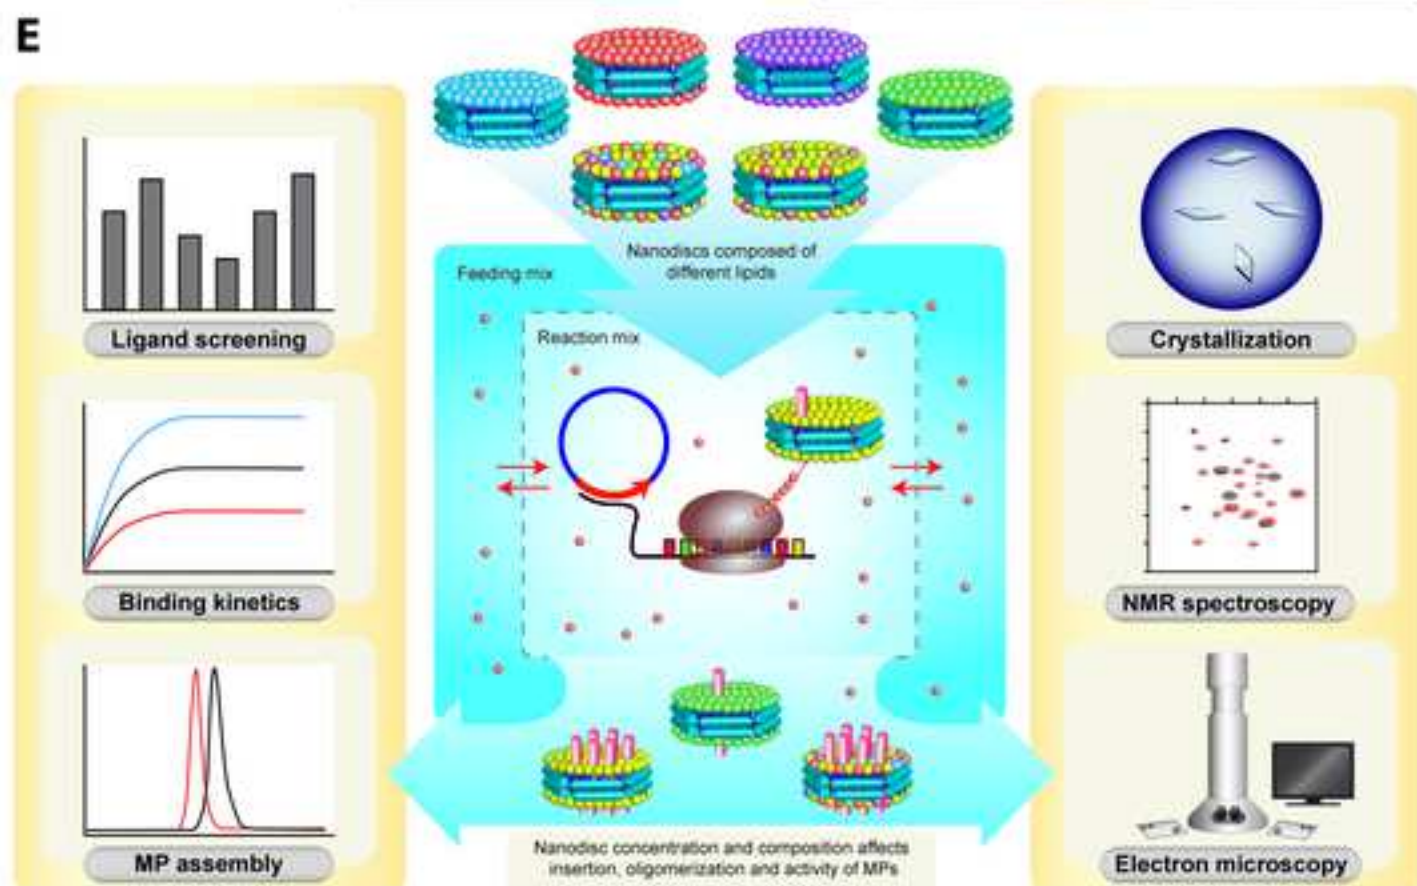 E
Nanodiscs composed of
different lipids
Feeding mix
Reaction mix
Ligand screening
Binding kinetics
MP assembly
Crystallization
NMR spectroscopy
Electron microscopy
Nanodisc concentration and composition affects
insertion, oligomerization and activity of MPs